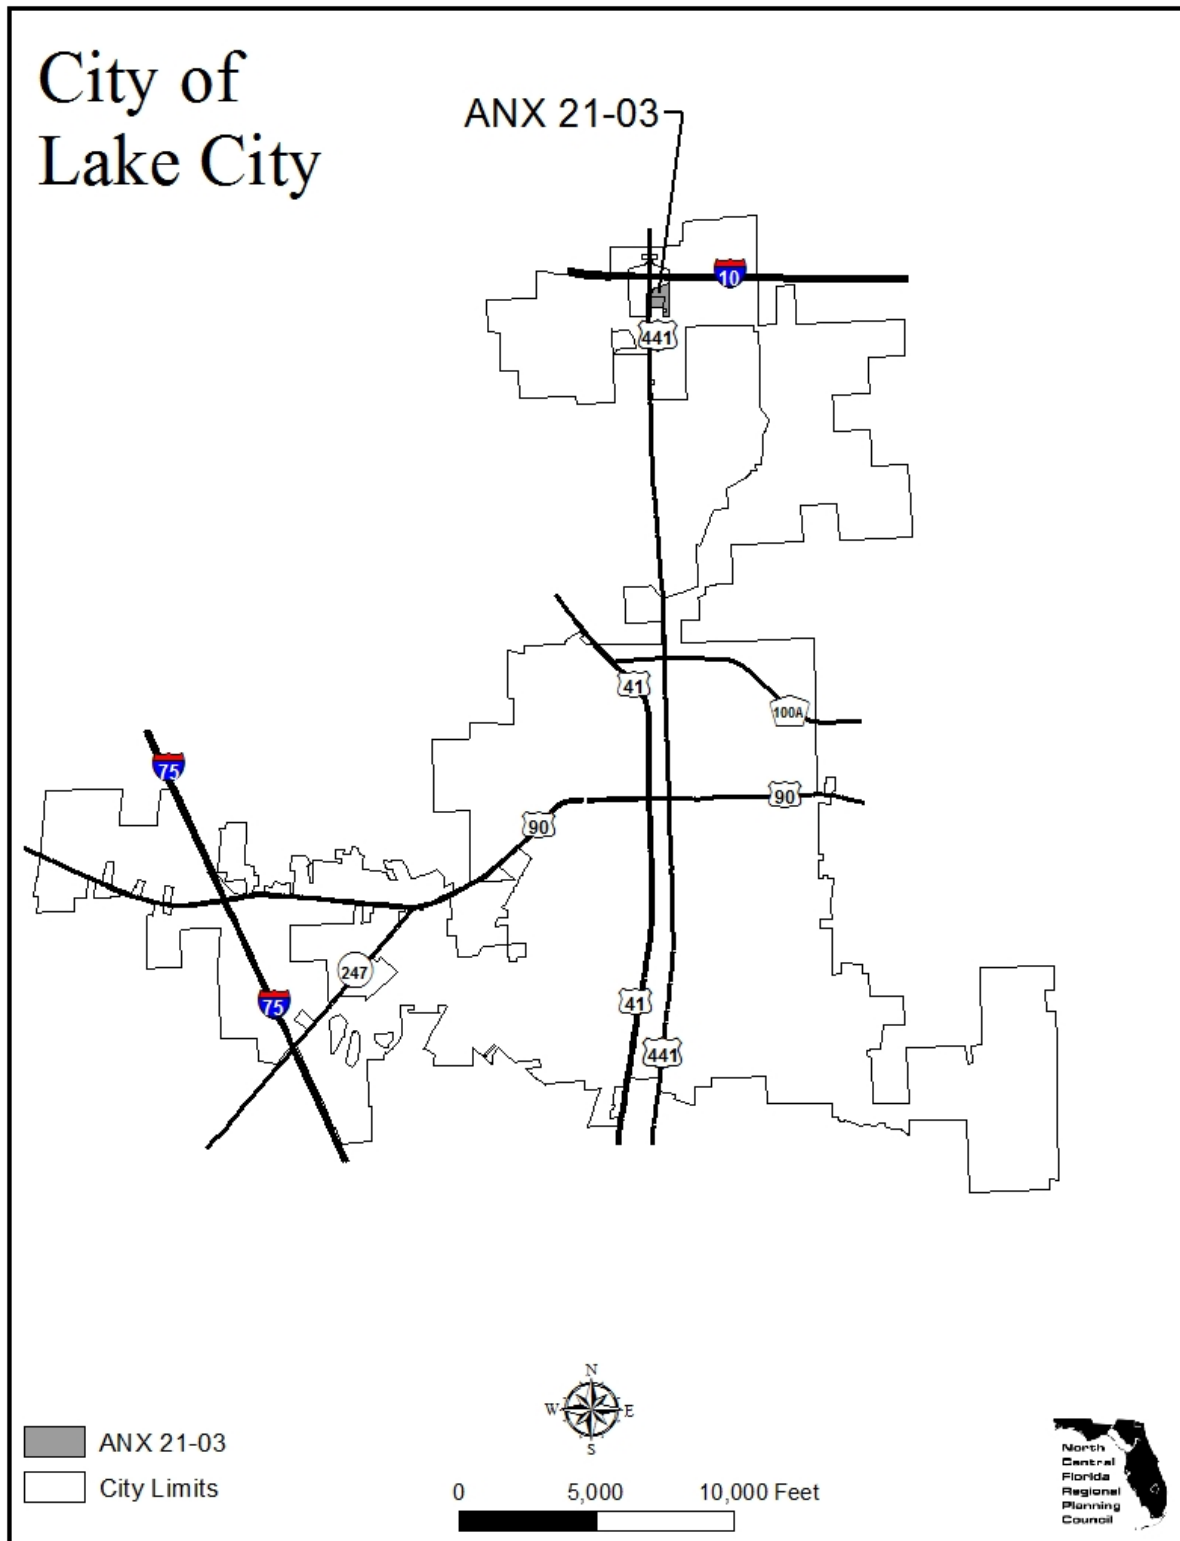 City of
Lake City
ANX 21-03
10
441
41
100A
75
90
90
247
75
41
441
N
W E
S
ANX 21-03
City Limits
0 5,000 10,000 Feet
North
Central
Florida
Regional
Planning
Council